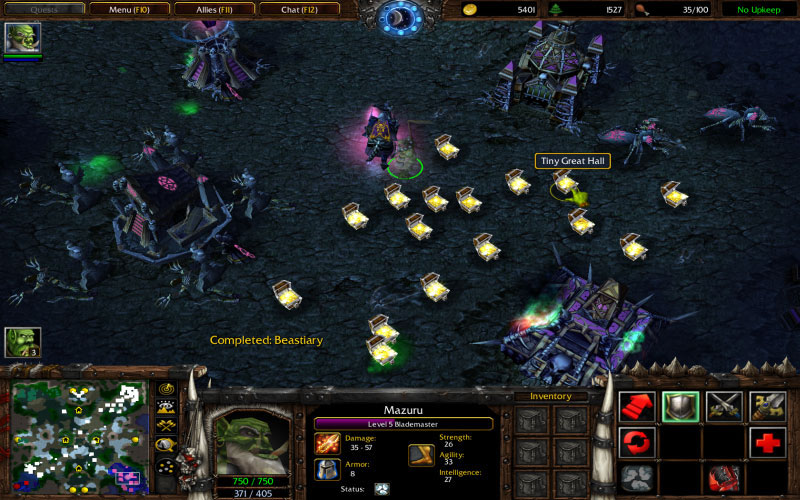 Quests
Menu (F10)
Allies (F11)
Chat (F12)
5401
1527
35/100
No Upkeep
Tiny Great Hall
Completed: Beastiary
3
Mazuru
Level 5 Blademaster
Damage:
35 - 57
Armor:
8
Status:
Strength:
26
Agility:
33
Intelligence:
27
750 / 750
371 / 405
Inventory